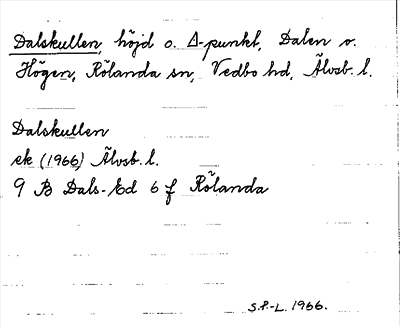 Dalskullen, höjd o. Δ-punkt, Dalen o.
Högen, Rölanda sn, Vedbo hd, Älvsb. l.
Dalskullen
ek (1966) Älvsb. l.
9 B Dals-Ed 6 f Rölanda
S.P.-L. 1966.